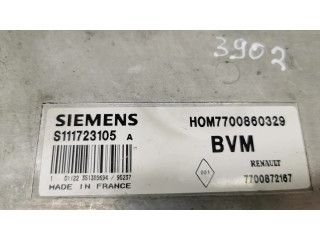 3902
SIEMENS
HOM7700860329
S111723105 A
BVM
RENAULT
7700872167
MADE IN FRANCE